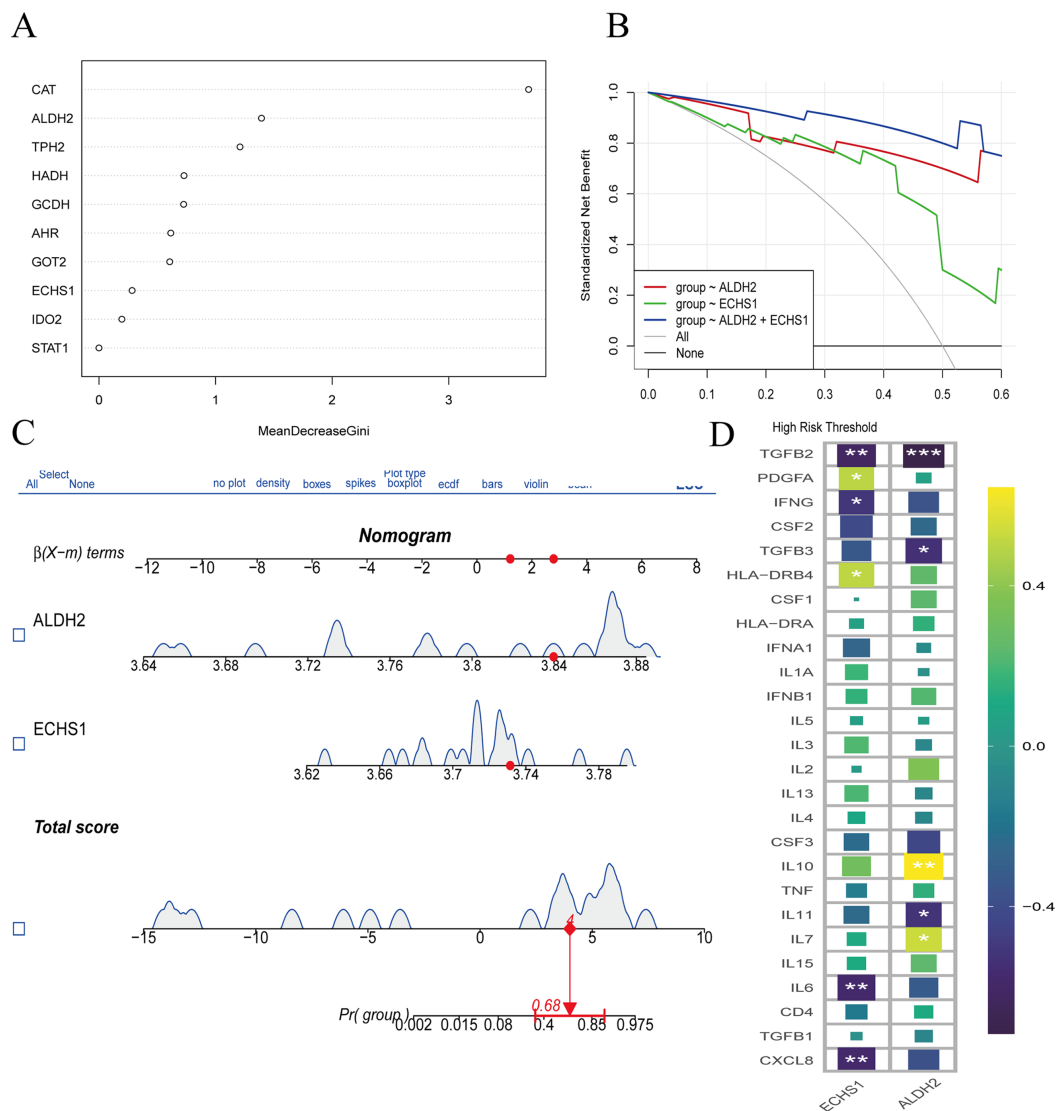 A
CAT
ALDH2
TPH2
HADH
GCDH
AHR
GOT2
ECHS1
IDO2
STAT1
0 1 2 3
MeanDecreaseGini
B
Standardized Net Benefit
1.0
0.8
0.6
0.4
0.2
0.0
group ~ ALDH2
group ~ ECHS1
group ~ ALDH2 + ECHS1
All
None
0.0 0.1 0.2 0.3 0.4 0.5 0.6
High Risk Threshold
C
Select
All None
Plot type
no plot density boxes spikes boxplot ecdf bars violin
Nomogram
β(X−m) terms
−12 −10 −8 −6 −4 −2 0 2 4 6 8
ALDH2
3.64 3.68 3.72 3.76 3.8 3.84 3.88
ECHS1
3.62 3.66 3.7 3.74 3.78
Total score
4
−15 −10 −5 0 5 10
0.68
Pr( group )
0.002 0.015 0.08 0.4 0.85 0.975
D
TGFB2 ** ***
PDGFA *
IFNG *
CSF2
TGFB3 *
HLA−DRB4 *
CSF1
HLA−DRA
IFNA1
IL1A
IFNB1
IL5
IL3
IL2
IL13
IL4
CSF3
IL10 **
TNF
IL11 *
IL7 *
IL15
IL6 **
CD4
TGFB1
CXCL8 **
ECHS1 ALDH2
0.4
0.0
−0.4